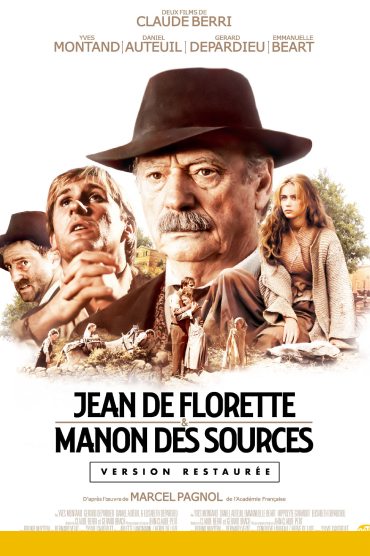 DEUX FILMS DE
CLAUDE BERRI
YVES MONTAND | DANIEL AUTEUIL | GERARD DEPARDIEU | EMMANUELLE BEART
JEAN DE FLORETTE
&
MANON DES SOURCES
VERSION RESTAURÉE
D'après l'œuvre de MARCEL PAGNOL de l'Académie Française